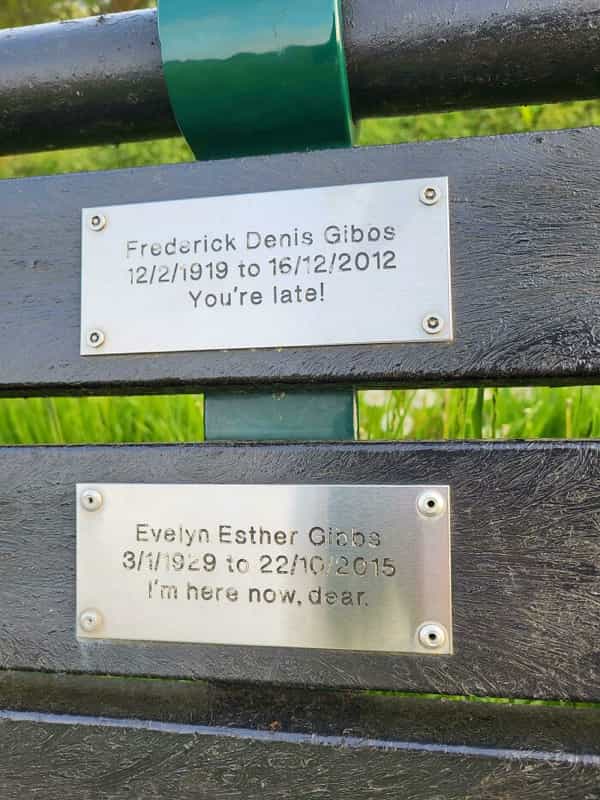 Frederick Denis Gibbs
12/2/1919 to 16/12/2012
You're late!
Evelyn Esther Gibbs
3/1/1929 to 22/10/2015
I'm here now, dear.